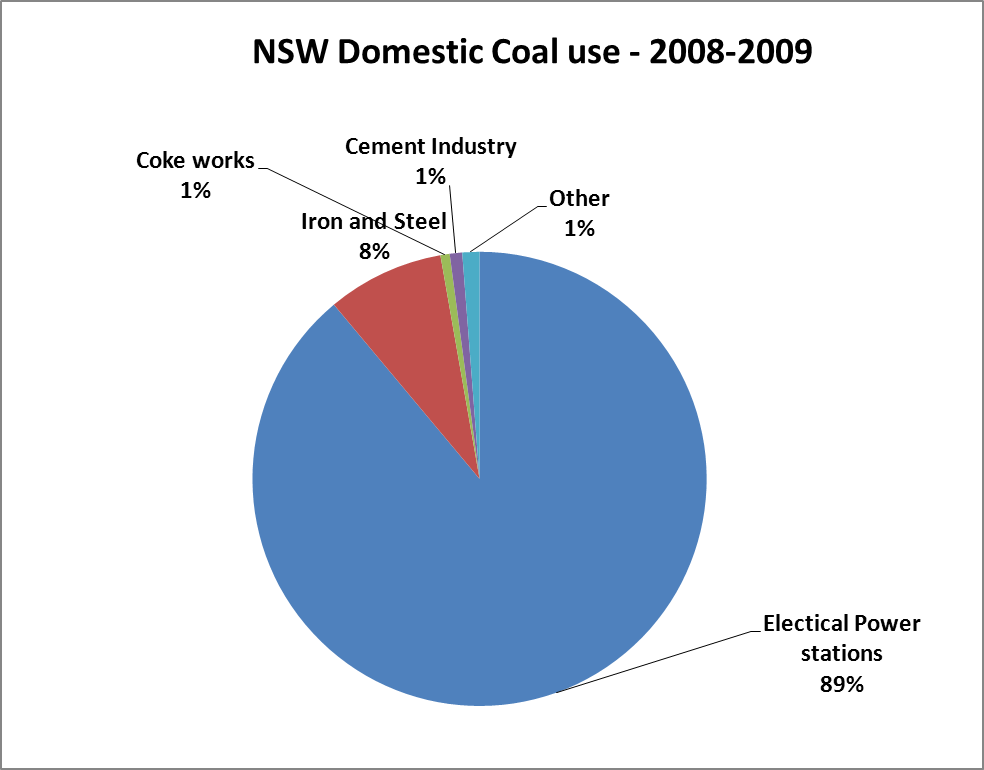 NSW Domestic Coal use - 2008-2009
Coke works
1%
Cement Industry
1%
Iron and Steel
8%
Other
1%
Electical Power
stations
89%